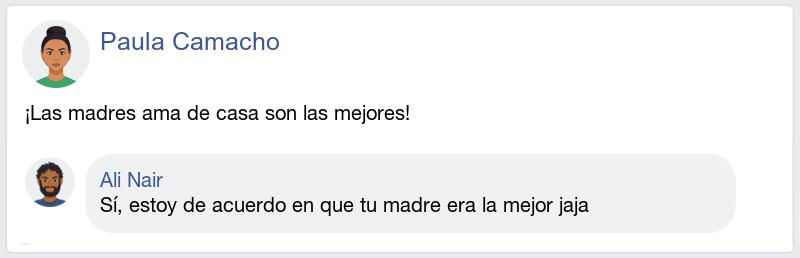 Paula Camacho
¡Las madres ama de casa son las mejores!
Ali Nair
Sí, estoy de acuerdo en que tu madre era la mejor jaja